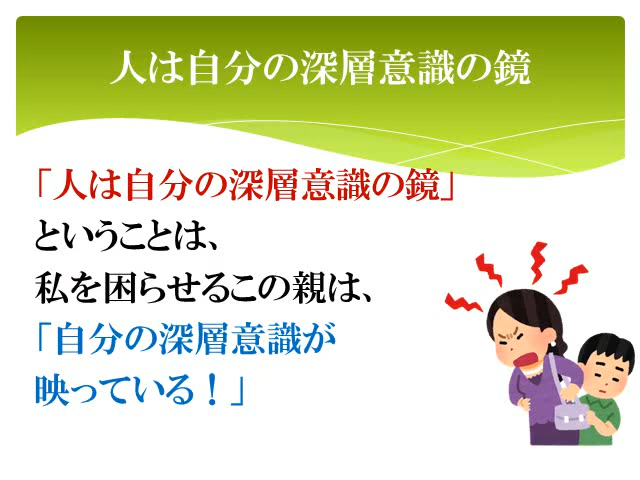 人は自分の深層意識の鏡
「人は自分の深層意識の鏡」
ということは、
私を困らせるこの親は、
「自分の深層意識が
映っている！」